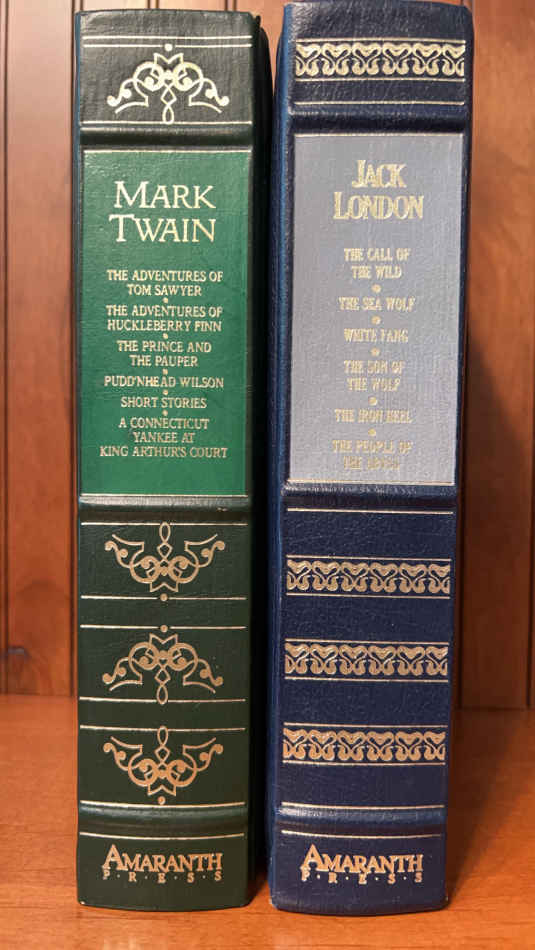 MARK
TWAIN
THE ADVENTURES OF
TOM SAWYER
THE ADVENTURES OF
HUCKLEBERRY FINN
THE PRINCE AND
THE PAUPER
PUDD'NHEAD WILSON
SHORT STORIES
A CONNECTICUT
YANKEE AT
KING ARTHUR'S COURT
AMARANTH
P·R·E·S·S
JACK
LONDON
THE CALL OF
THE WILD
THE SEA WOLF
WHITE FANG
THE SON OF
THE WOLF
THE IRON HEEL
THE PEOPLE OF
THE
AMARANTH
P·R·E·S·S